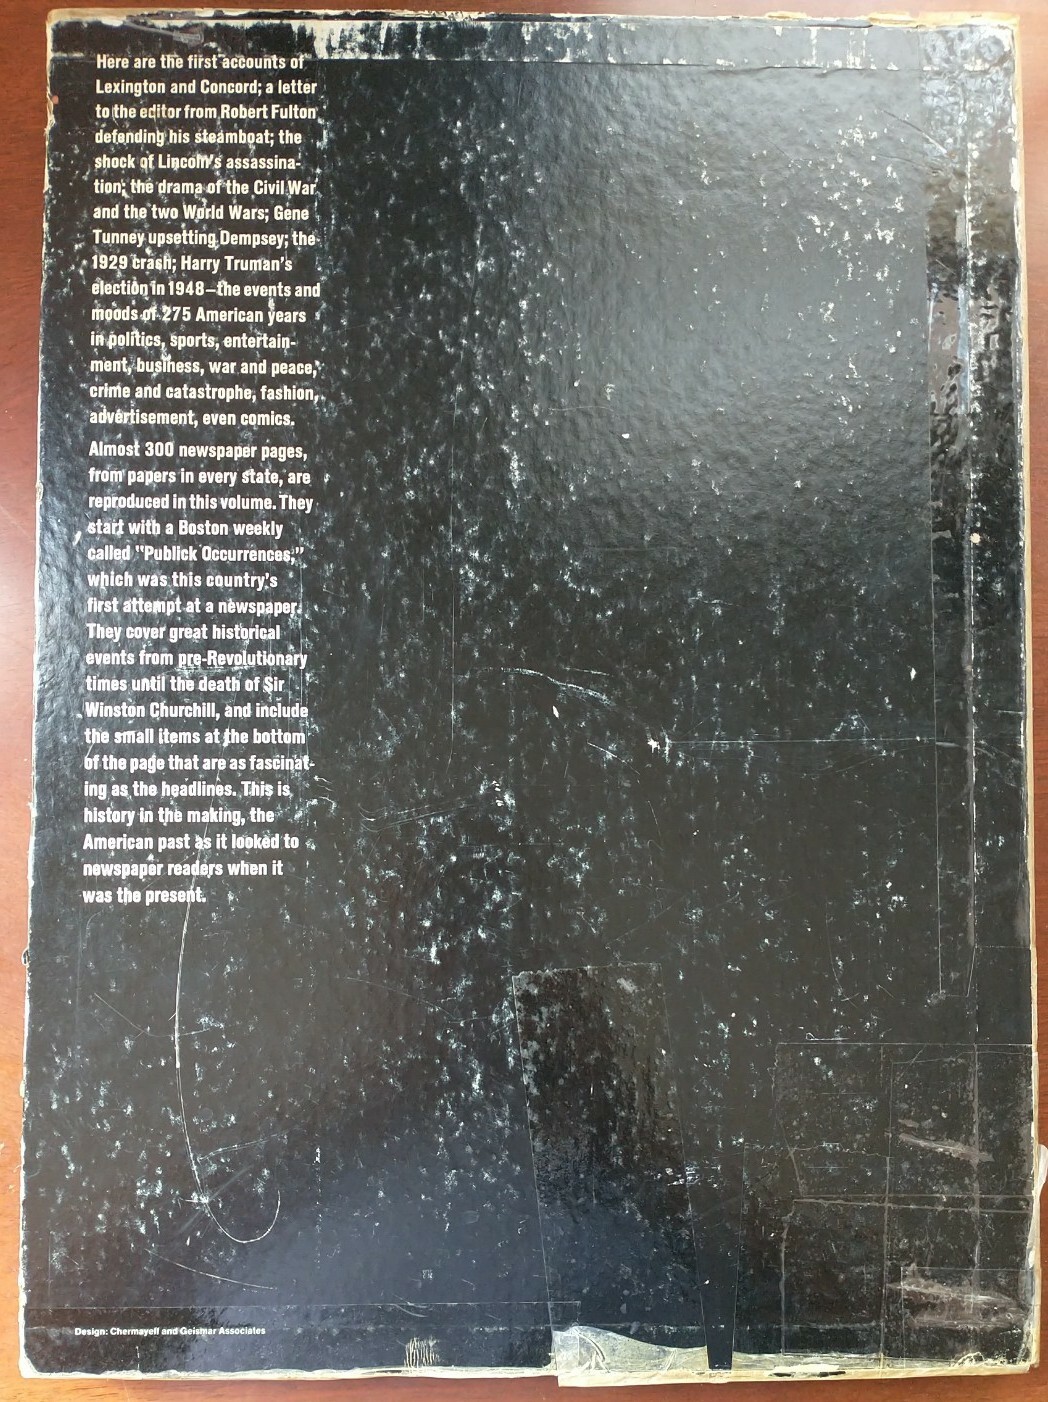 Here are the first accounts of
Lexington and Concord; a letter
to the editor from Robert Fulton
defending his steamboat; the
shock of Lincoln's assassina-
tion; the drama of the Civil War
and the two World Wars; Gene
Tunney upsetting Dempsey; the
1929 crash; Harry Truman's
election in 1948–the events and
moods of 275 American years
in politics, sports, entertain-
ment, business, war and peace,
crime and catastrophe, fashion,
advertisement, even comics.
Almost 300 newspaper pages,
from papers in every state, are
reproduced in this volume. They
start with a Boston weekly
called "Publick Occurrences,"
which was this country's
first attempt at a newspaper.
They cover great historical
events from pre-Revolutionary
times until the death of Sir
Winston Churchill, and include
the small items at the bottom
of the page that are as fascinat-
ing as the headlines. This is
history in the making, the
American past as it looked to
newspaper readers when it
was the present.
Design: Chermayeff and Geismar Associates